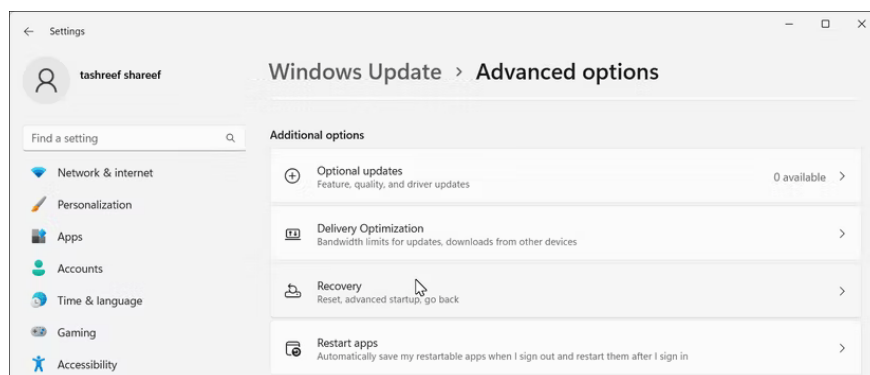 Settings
tashreef shareef
Find a setting
Network & internet
Personalization
Apps
Accounts
Time & language
Gaming
Accessibility
Windows Update > Advanced options
Additional options
Optional updates
Feature, quality, and driver updates
0 available
Delivery Optimization
Bandwidth limits for updates, downloads from other devices
Recovery
Reset, advanced startup, go back
Restart apps
Automatically save my restartable apps when I sign out and restart them after I sign in